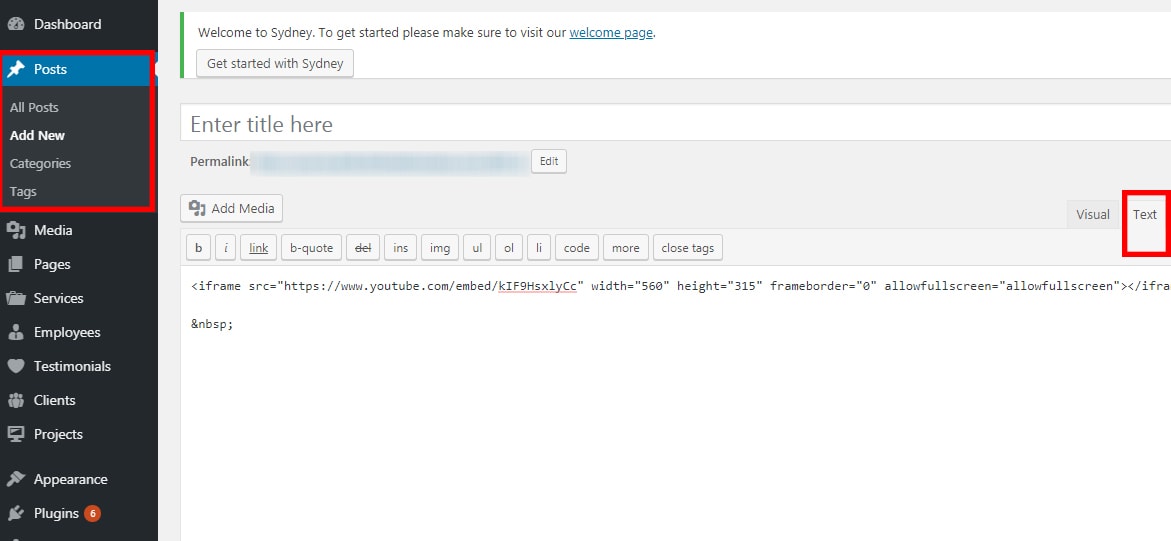 Dashboard
Posts
All Posts
Add New
Categories
Tags
Media
Pages
Services
Employees
Testimonials
Clients
Projects
Appearance
Plugins 6
Welcome to Sydney. To get started please make sure to visit our welcome page.
Get started with Sydney
Enter title here
Permalink Edit
Add Media
Visual Text
b i link b-quote del ins img ul ol li code more close tags
<iframe src="https://www.youtube.com/embed/kIF9HsxlyCc" width="560" height="315" frameborder="0" allowfullscreen="allowfullscreen"></ifra
&nbsp;